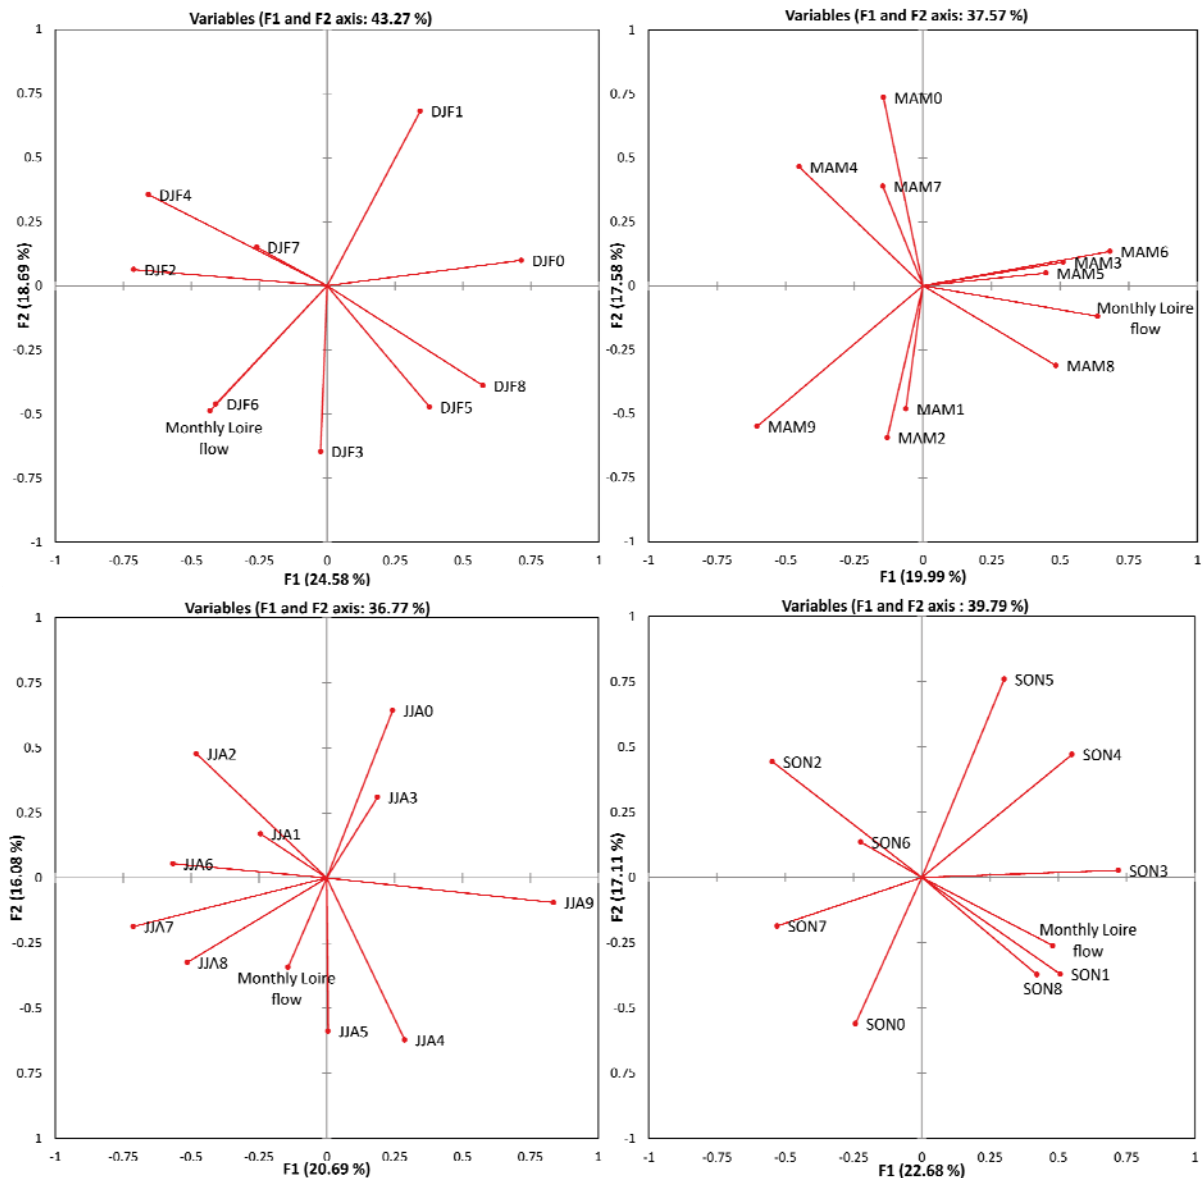 Variables (F1 and F2 axis: 43.27 %)
1
0.75
0.5
0.25
0
-0.25
-0.5
-0.75
-1
F2 (18.69 %)
DJF1
DJF4
DJF7
DJF2
DJF0
DJF8
DJF6
DJF5
Monthly Loire
flow
DJF3
-1
-0.75
-0.5
-0.25
0
0.25
0.5
0.75
1
F1 (24.58 %)
Variables (F1 and F2 axis: 37.57 %)
1
0.75
0.5
0.25
0
-0.25
-0.5
-0.75
-1
F2 (17.58 %)
MAM0
MAM4
MAM7
MAM6
MAM3
MAM5
Monthly Loire
flow
MAM8
MAM1
MAM9
MAM2
-1
-0.75
-0.5
-0.25
0
0.25
0.5
0.75
1
F1 (19.99 %)
Variables (F1 and F2 axis: 36.77 %)
1
0.75
0.5
0.25
0
-0.25
-0.5
0.75
-1
F2 (16.08 %)
JJA0
JJA2
JJA3
JJA1
JJA6
JJA9
JJA7
JJA8
Monthly Loire
flow
JJA5
JJA4
-1
-0.75
-0.5
-0.25
0
0.25
0.5
0.75
1
F1 (20.69 %)
Variables (F1 and F2 axis : 39.79 %)
1
0.75
0.5
0.25
0
-0.25
-0.5
-0.75
-1
F2 (17.11 %)
SON5
SON4
SON2
SON6
SON3
SON7
Monthly Loire
flow
SON1
SON8
SON0
-1
-0.75
-0.5
-0.25
0
0.25
0.5
0.75
1
F1 (22.68 %)